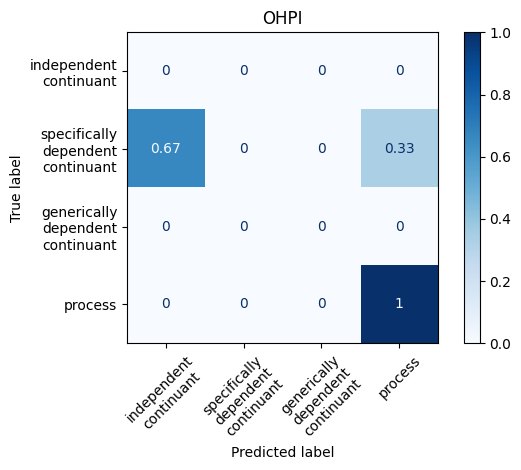 OHPI
independent
continuant
0 0 0 0
specifically
dependent
continuant
0.67 0 0 0.33
generically
dependent
continuant
0 0 0 0
process
0 0 0 1
True label
independent
continuant
specifically
dependent
continuant
generically
dependent
continuant
process
Predicted label
1.0
0.8
0.6
0.4
0.2
0.0